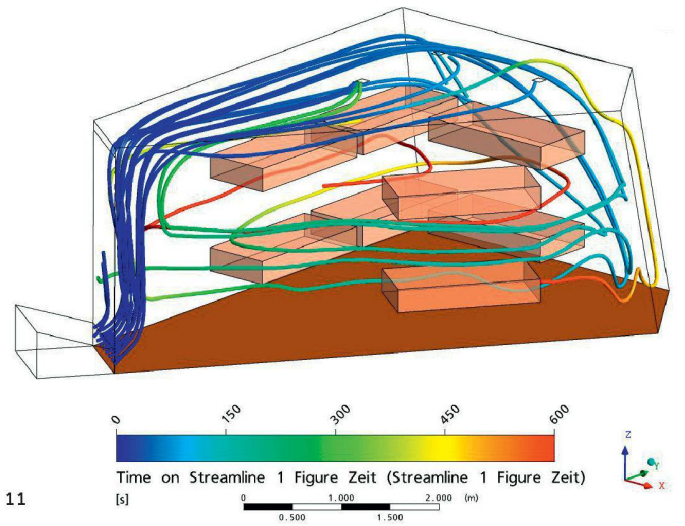 0 150 300 450 600
Time on Streamline 1 Figure Zeit (Streamline 1 Figure Zeit)
[s]
0 1.000 2.000 (m)
0.500 1.500
Z
Y
X
11